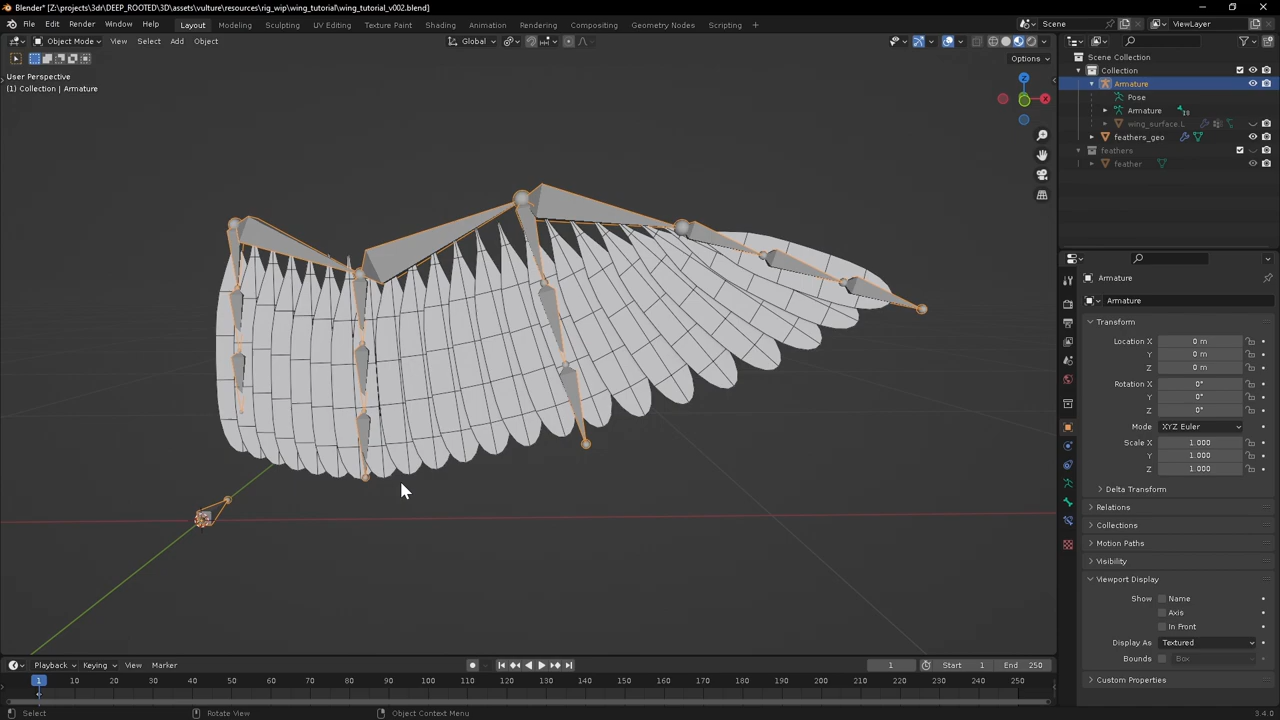 Blender* [Z:\3dr\DEEP_ROOTED\3D\assets\vulture\resources\rig_wip\wing_tutorial\wing_tutorial_v002.blend]
File Edit Render Window Help Layout Modeling Sculpting UV Editing Texture Paint Shading Animation Rendering Compositing Geometry Nodes Scripting + Scene ViewLayer
Object Mode View Select Add Object Global
Options
User Perspective
(1) Collection | Armature
Z
X
Scene Collection
Collection
Armature
Pose
Armature
wing_surface.L
feathers_geo
feathers
feather
Armature
Armature
Transform
Location X 0 m
Y 0 m
Z 0 m
Rotation X 0°
Y 0°
Z 0°
Mode XYZ Euler
Scale X 1.000
Y 1.000
Z 1.000
Delta Transform
Relations
Collections
Motion Paths
Visibility
Viewport Display
Show Name
Axis
In Front
Display As Textured
Bounds Box
Custom Properties
Playback Keying View Marker 1 Start 1 End 250
1 10 20 30 40 50 60 70 80 90 100 110 120 130 140 150 160 170 180 190 200 210 220 230 240 250
Select Rotate View Object Context Menu 3.4.0